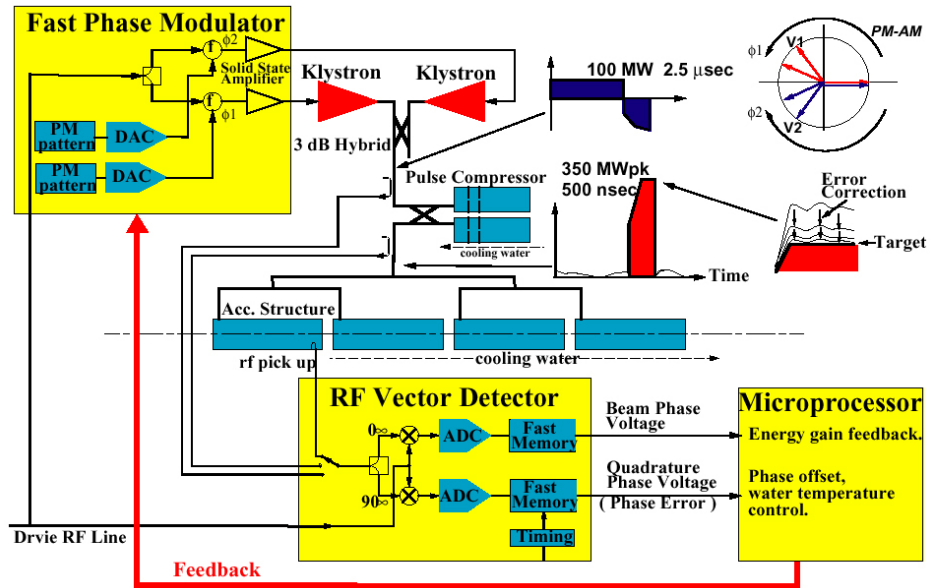 Fast Phase Modulator
ϕ2
f
Solid State
Amplifier
f
ϕ1
PM
pattern
DAC
PM
pattern
DAC
Klystron
Klystron
3 dB Hybrid
100 MW 2.5 μsec
PM-AM
ϕ1
V1
ϕ2
V2
Pulse Compressor
cooling water
350 MWpk
500 nsec
Time
Error
Correction
Target
Acc. Structure
rf pick up
cooling water
RF Vector Detector
0∞
ADC
Fast
Memory
90∞
ADC
Fast
Memory
Timing
Beam Phase
Voltage
Quadrature
Phase Voltage
( Phase Error )
Microprocessor
Energy gain feedback.
Phase offset,
water temperature
control.
Drvie RF Line
Feedback